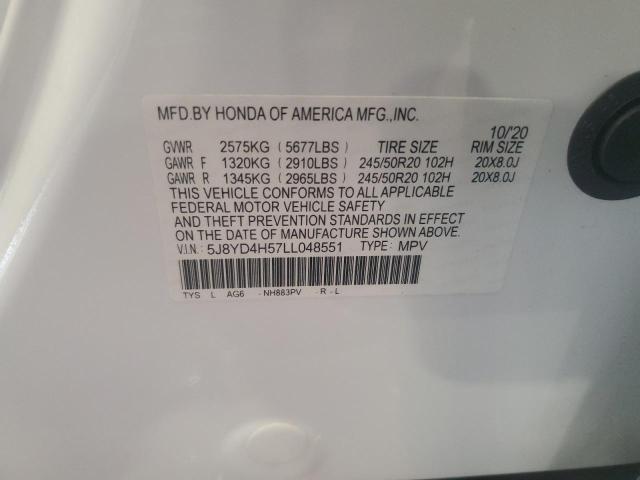 MFD.BY HONDA OF AMERICA MFG.,INC.
10/'20
GVWR 2575KG (5677LBS) TIRE SIZE RIM SIZE
GAWR F 1320KG (2910LBS) 245/50R20 102H 20X8.0J
GAWR R 1345KG (2965LBS) 245/50R20 102H 20X8.0J
THIS VEHICLE CONFORMS TO ALL APPLICABLE
FEDERAL MOTOR VEHICLE SAFETY
AND THEFT PREVENTION STANDARDS IN EFFECT
ON THE DATE OF MANUFACTURE SHOWN ABOVE.
V.I.N.: 5J8YD4H57LL048551 TYPE: MPV
TYS L AG6 -NH883PV -R-L